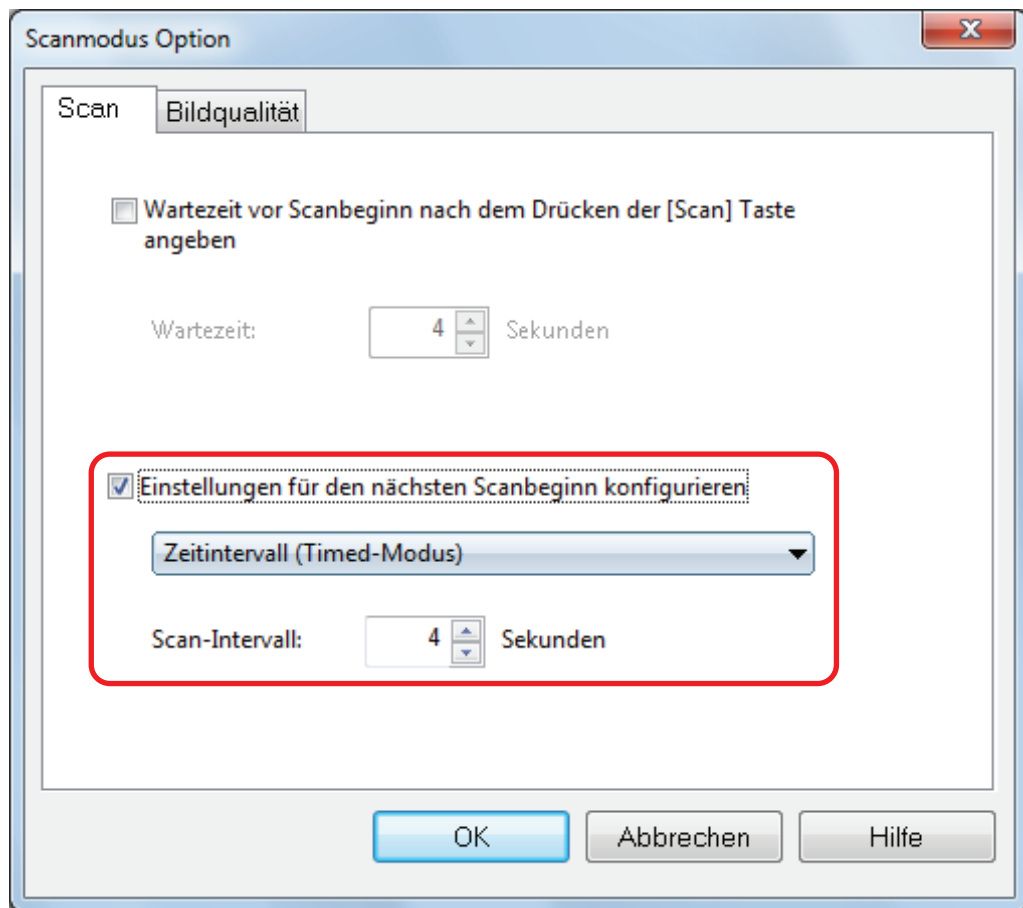 Scanmodus Option
x
Scan
Bildqualität
Wartezeit vor Scanbeginn nach dem Drücken der [Scan] Taste
angeben
Wartezeit: 4 Sekunden
Einstellungen für den nächsten Scanbeginn konfigurieren
Zeitintervall (Timed-Modus)
Scan-Intervall: 4 Sekunden
OK Abbrechen Hilfe